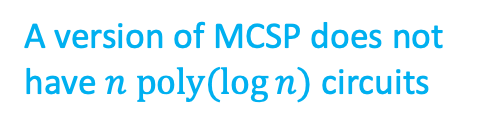 A version of MCSP does not
have n poly(log n) circuits